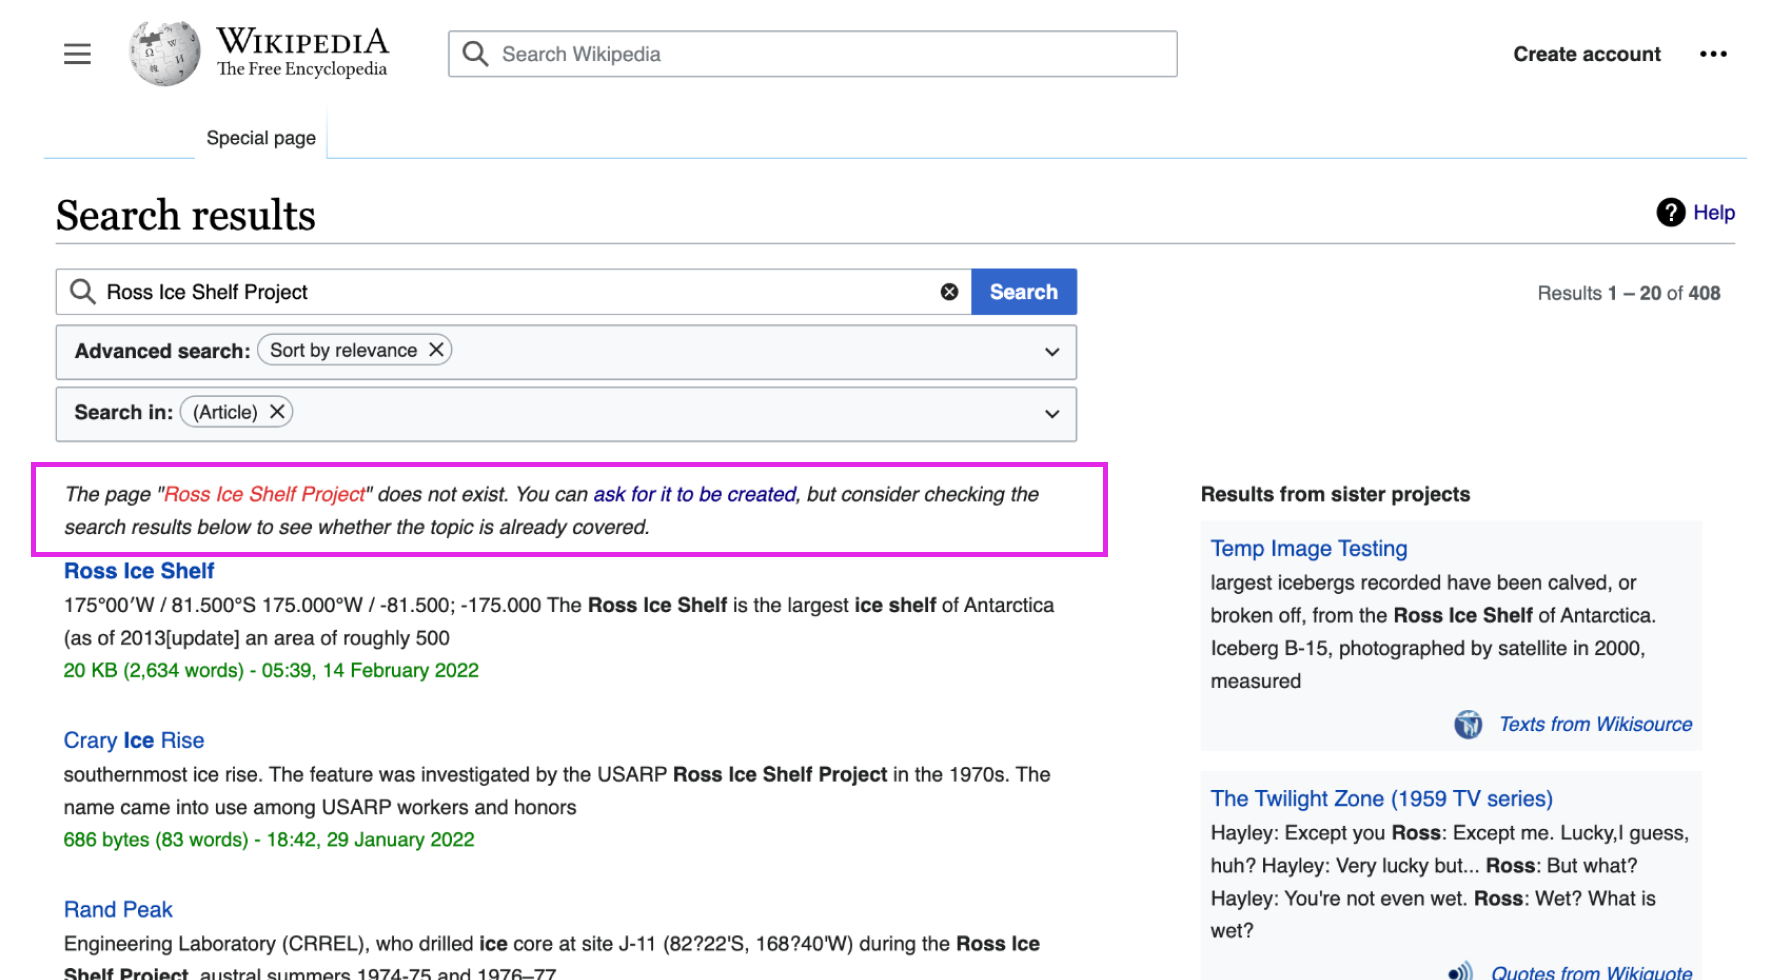 WIKIPEDIA
The Free Encyclopedia
Search Wikipedia
Create account
Special page
Search results
Help
Ross Ice Shelf Project
Search
Results 1 – 20 of 408
Advanced search: Sort by relevance
Search in: (Article)
The page "Ross Ice Shelf Project" does not exist. You can ask for it to be created, but consider checking the
search results below to see whether the topic is already covered.
Ross Ice Shelf
175°00′W / 81.500°S 175.000°W / -81.500; -175.000 The Ross Ice Shelf is the largest ice shelf of Antarctica
(as of 2013[update] an area of roughly 500
20 KB (2,634 words) - 05:39, 14 February 2022
Crary Ice Rise
southernmost ice rise. The feature was investigated by the USARP Ross Ice Shelf Project in the 1970s. The
name came into use among USARP workers and honors
686 bytes (83 words) - 18:42, 29 January 2022
Rand Peak
Engineering Laboratory (CRREL), who drilled ice core at site J-11 (82?22'S, 168?40'W) during the Ross Ice
Shelf Project, austral summers 1974-75 and 1976–77
Results from sister projects
Temp Image Testing
largest icebergs recorded have been calved, or
broken off, from the Ross Ice Shelf of Antarctica.
Iceberg B-15, photographed by satellite in 2000,
measured
Texts from Wikisource
The Twilight Zone (1959 TV series)
Hayley: Except you Ross: Except me. Lucky,I guess,
huh? Hayley: Very lucky but... Ross: But what?
Hayley: You're not even wet. Ross: Wet? What is
wet?
Quotes from Wikiquote